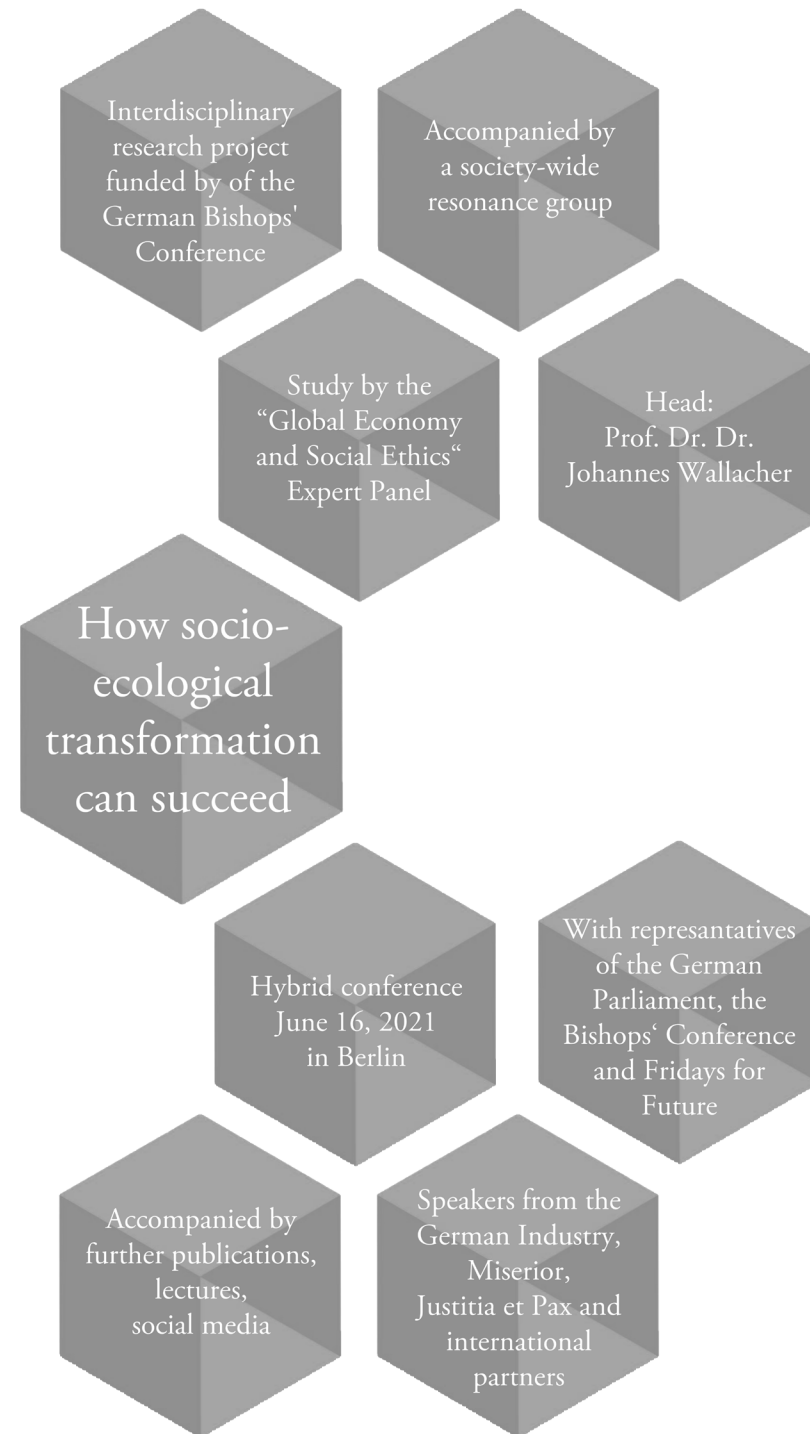 Interdisciplinary
research project
funded by of the
German Bishops'
Conference
Accompanied by
a society-wide
resonance group
Study by the
“Global Economy
and Social Ethics“
Expert Panel
Head:
Prof. Dr. Dr.
Johannes Wallacher
How socio-
ecological
transformation
can succeed
Hybrid conference
June 16, 2021
in Berlin
With represantatives
of the German
Parliament, the
Bishops‘ Conference
and Fridays for
Future
Accompanied by
further publications,
lectures,
social media
Speakers from the
German Industry,
Miserior,
Justitia et Pax and
international
partners